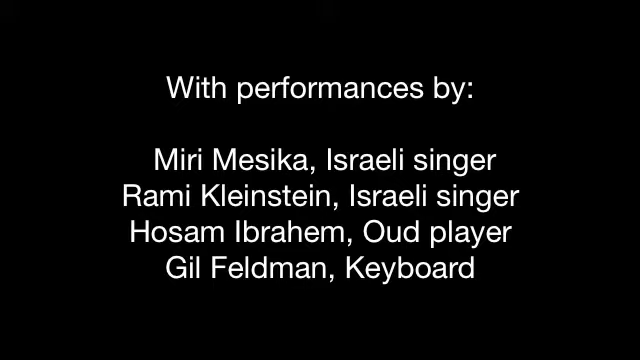 With performances by:
Miri Mesika, Israeli singer
Rami Kleinstein, Israeli singer
Hosam Ibrahem, Oud player
Gil Feldman, Keyboard